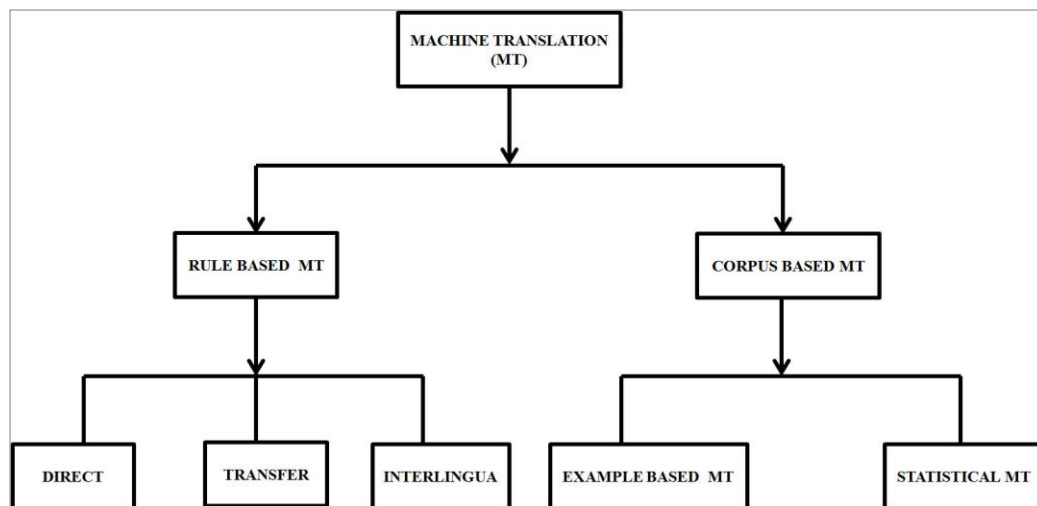 MACHINE TRANSLATION
(MT)
RULE BASED MT
CORPUS BASED MT
DIRECT
TRANSFER
INTERLINGUA
EXAMPLE BASED MT
STATISTICAL MT